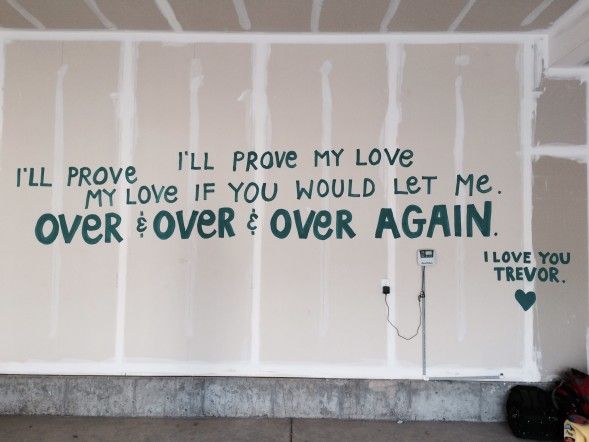 I'LL PROVE I'LL PROVE MY LOVE
MY LOVE IF YOU WOULD LET ME.
OVER & OVER & OVER AGAIN.
I LOVE YOU
TREVOR.